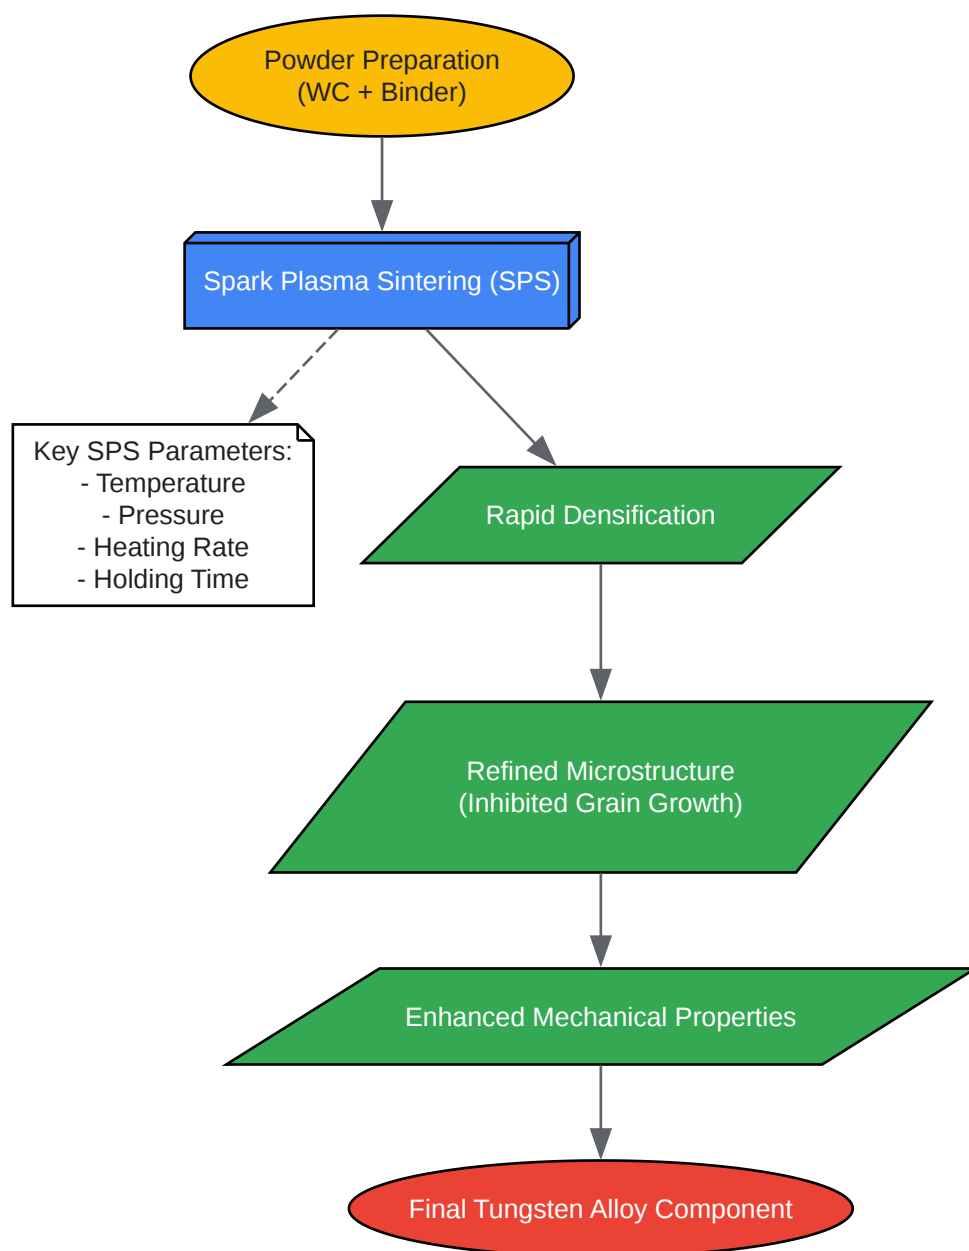 Powder Preparation
(WC + Binder)
Spark Plasma Sintering (SPS)
Key SPS Parameters:
- Temperature
- Pressure
- Heating Rate
- Holding Time
Rapid Densification
Refined Microstructure
(Inhibited Grain Growth)
Enhanced Mechanical Properties
Final Tungsten Alloy Component